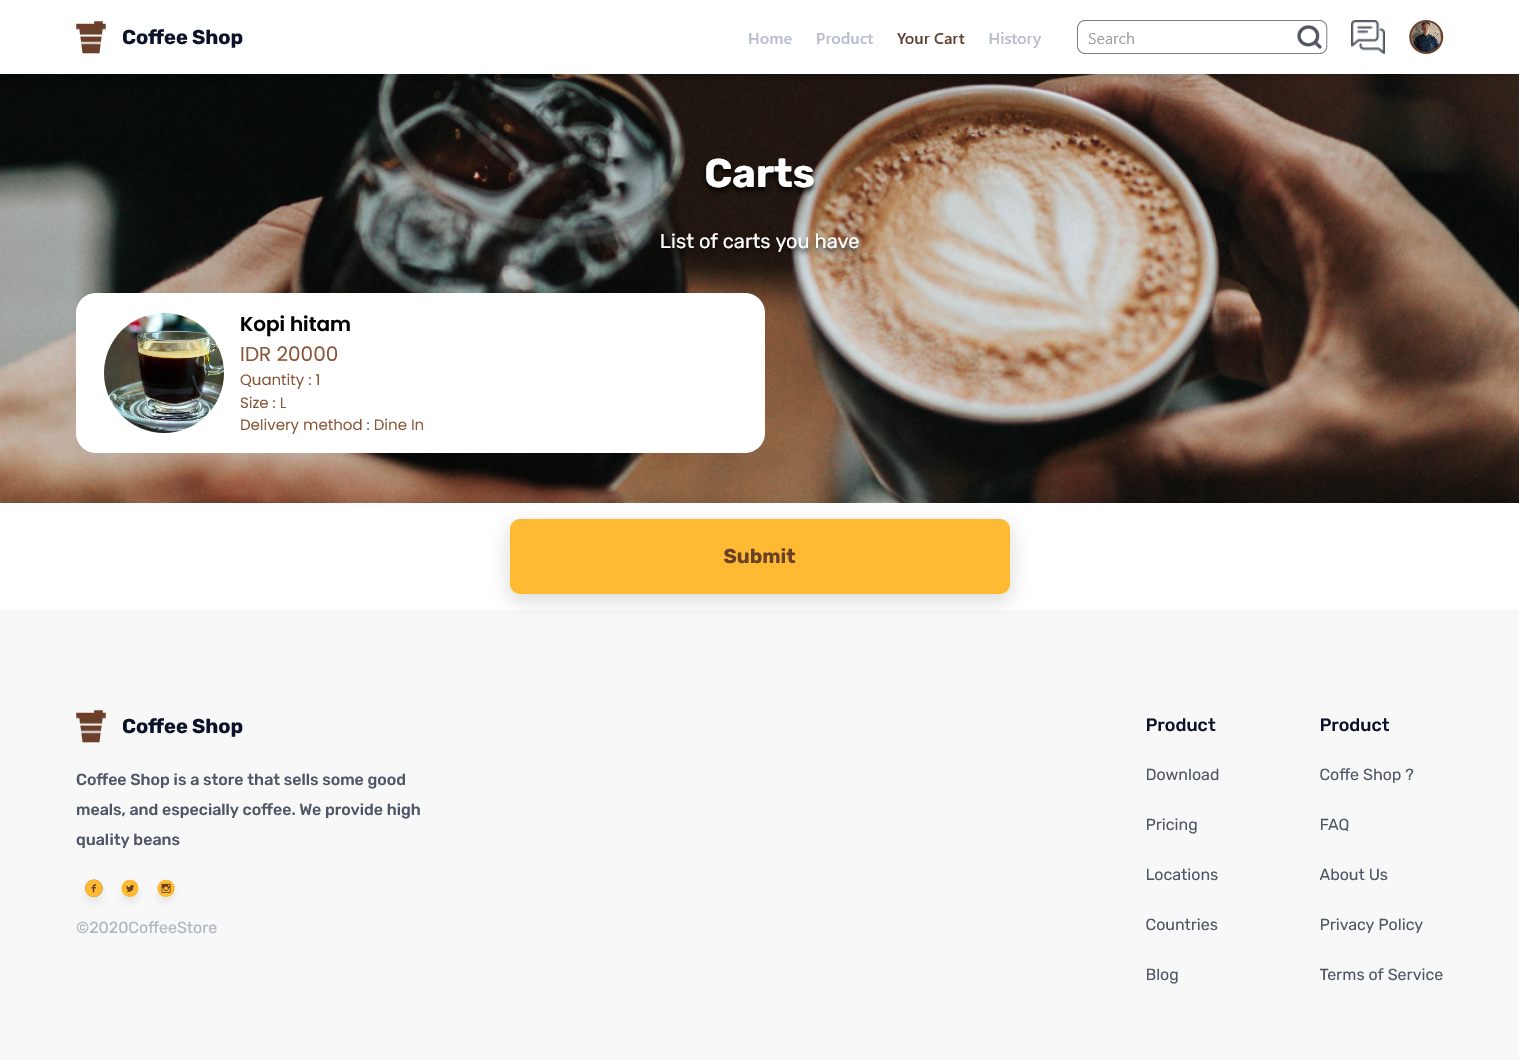 Coffee Shop
Home
Product
Your Cart
History
Search
Carts
List of carts you have
Kopi hitam
IDR 20000
Quantity : 1
Size : L
Delivery method : Dine In
Submit
Coffee Shop
Coffee Shop is a store that sells some good
meals, and especially coffee. We provide high
quality beans
©2020CoffeeStore
Product
Download
Pricing
Locations
Countries
Blog
Product
Coffe Shop ?
FAQ
About Us
Privacy Policy
Terms of Service